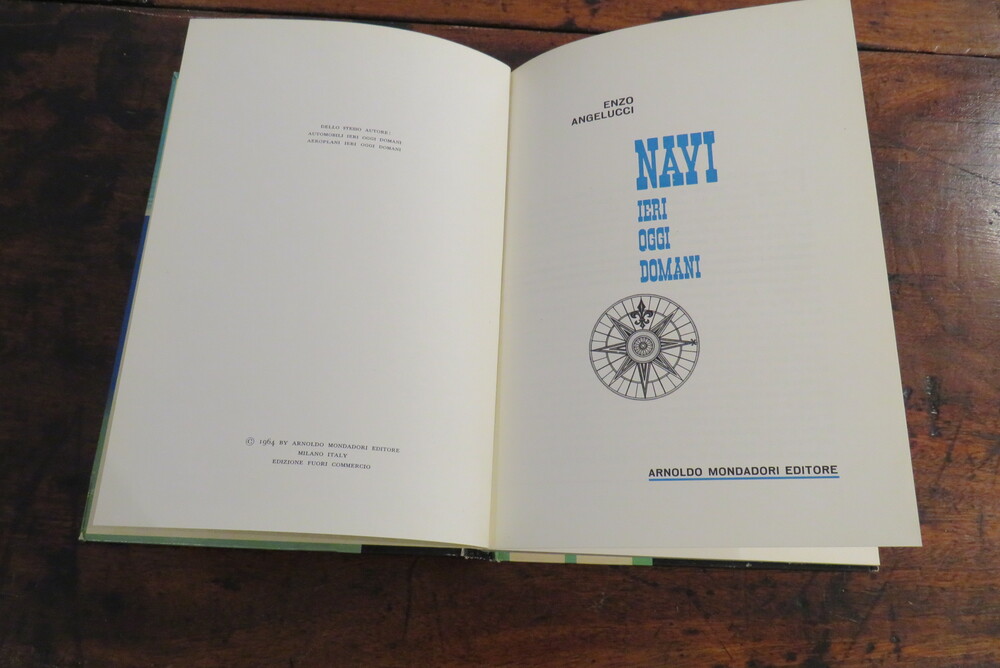 DELLO STESSO AUTORE:
AUTOMOBILI IERI OGGI DOMANI
AEROPLANI IERI OGGI DOMANI
© 1964 BY ARNOLDO MONDADORI EDITORE
MILANO ITALY
EDIZIONE FUORI COMMERCIO
ENZO
ANGELUCCI
NAVI
IERI
OGGI
DOMANI
ARNOLDO MONDADORI EDITORE